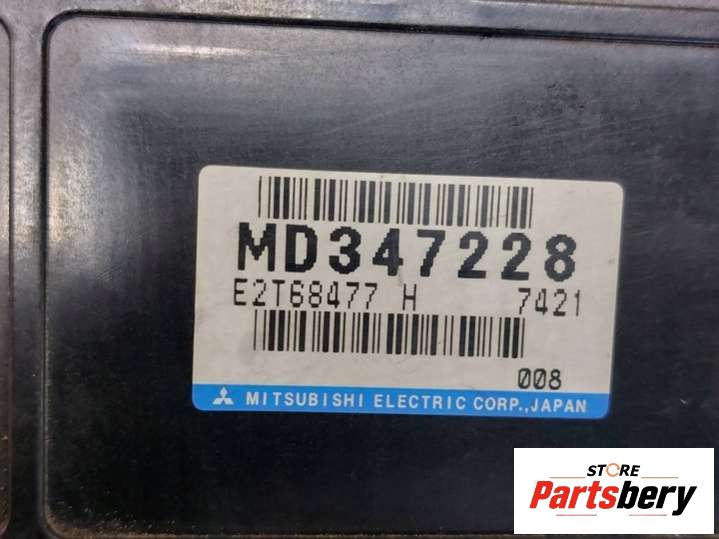 MD347228
E2T68477 H 7421
008
MITSUBISHI ELECTRIC CORP.,JAPAN
STORE
Partsbery